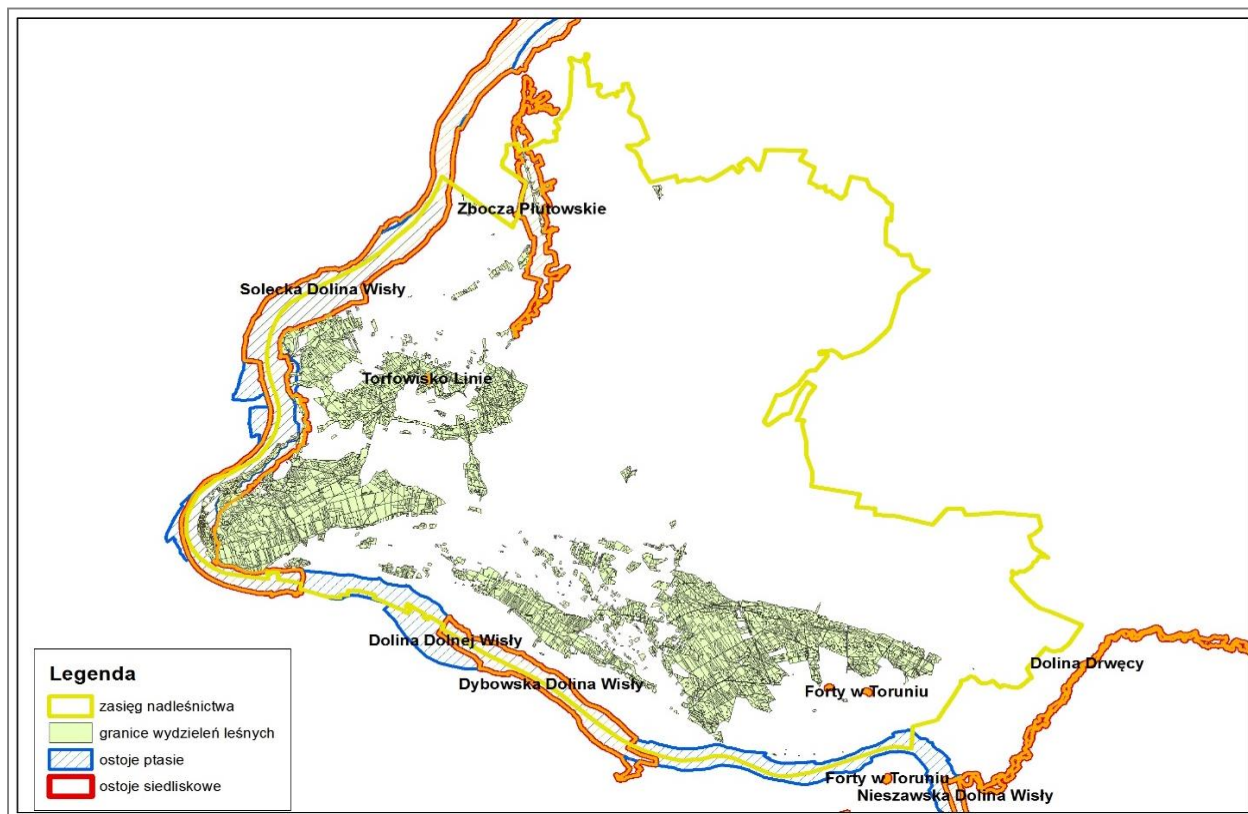 Zbocza Płutowskie
Solecka Dolina Wisły
Torfowisko Linie
Dolina Dolnej Wisły
Dybowska Dolina Wisły
Dolina Drwęcy
Forty w Toruniu
Forty w Toruniu
Nieszawska Dolina Wisły
Legenda
zasięg nadleśnictwa
granice wydzieleń leśnych
ostoje ptasie
ostoje siedliskowe